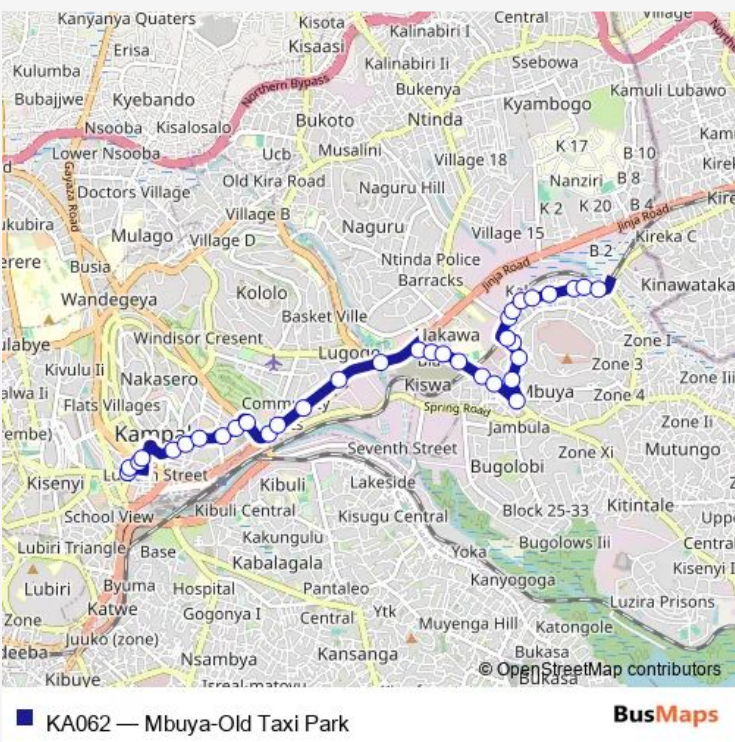 Kanyanya Quaters
Kisota
Central
Village
Erisa
Kisaasi
Kalinabiri I
Kulumba
Kalinabiri Ii
Ssebowa
Northern Bypass
Bukenya
Kamuli Lubawo
Bubajjwe
Kyebando
Kyambogo
Nsooba
Kisalosalo
Bukoto
Ntinda
Lower Nsooba
Ucb
Musalini
Village 18
K 17
B 10
Gayaza Road
Doctors Village
Old Kira Road
Naguru Hill
Nanziri
B 8
Village B
K 2
K 20
B 4
Jinja Road
Mulago
Village D
Naguru
Village 15
Kireka C
Busia
Ntinda Police
Barracks
Jinja Road
B 2
Wandegeya
Kololo
Kinawataka
Basket Ville
Windsor Cresent
Zone I
Kivulu Ii
Nakasero
Kiswa
Zone 3
Flats Villages
Spring Road
Mbuya
Zone 4
Jambula
Zone Ii
Seventh Street
Zone Xi
Mutungo
Kisenyi
Kibuli
Lakeside
Bugolobi
School View
Kibuli Central
Kisugu Central
Block 25-33
Kitintale
Lubiri Triangle
Base
Kakungulu
Kabalagala
Yoka
Bugolows Iii
Central
Lubiri
Byuma
Hospital
Pantaleo
Kanyogoga
Kisenyi I
Zone
Katwe
Gogonya I
Central
Ytk
Muyenga Hill
Katongole
Luzira Prisons
Juuko (zone)
Nsambya
Kansanga
Bukasa
Kibuye
© OpenStreetMap contributors
Bukasa
KA062 — Mbuya-Old Taxi Park
BusMaps